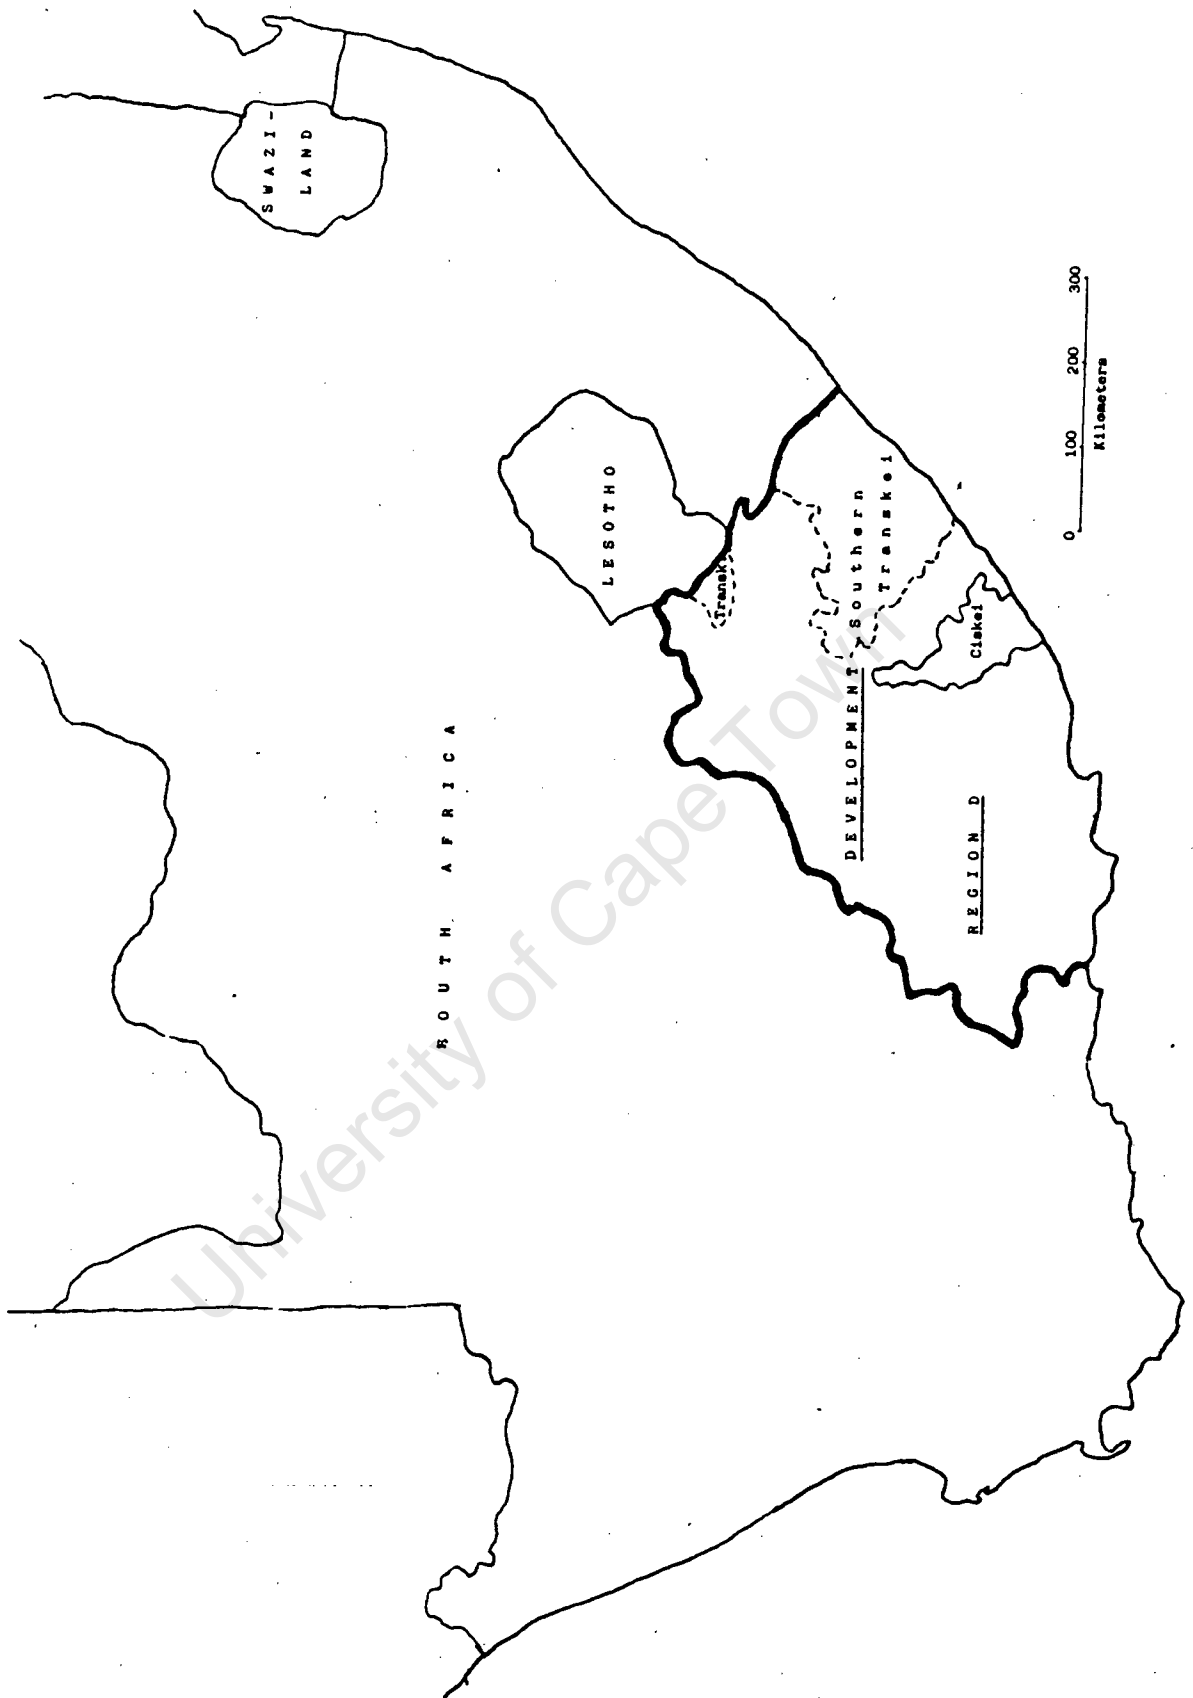 SWAZI-
LAND
LESOTHO
SOUTH AFRICA
Transk
Southern
Transkei
DEVELOPMENT
Ciskei
REGION D
0 100 200 300
Kilometers
University of Cape Town